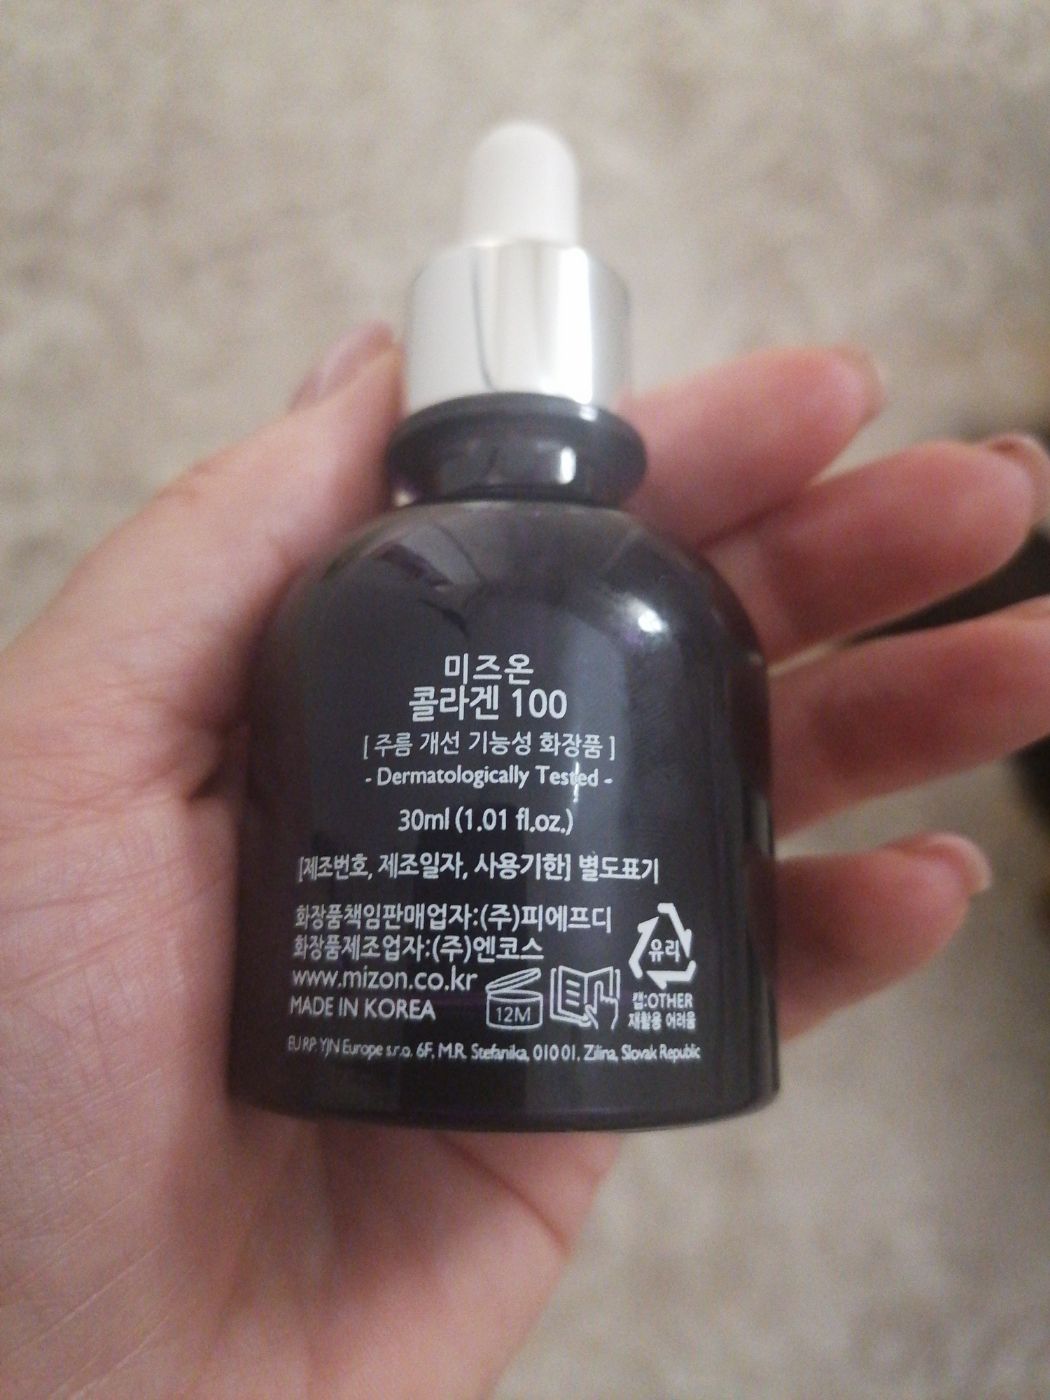 미즈온
콜라겐 100
[ 주름 개선 기능성 화장품 ]
- Dermatologically Tested -
30ml (1.01 fl.oz.)
[제조번호, 제조일자, 사용기한] 별도표기
화장품책임판매업자:(주)피에프디
화장품제조업자:(주)엔코스
www.mizon.co.kr
MADE IN KOREA
12M
유리
캡:OTHER
재활용 어려움
EU RP. YJN Europe s.r.o. 6F, M.R. Stefanika, 010 01, Zilina, Slovak Republic